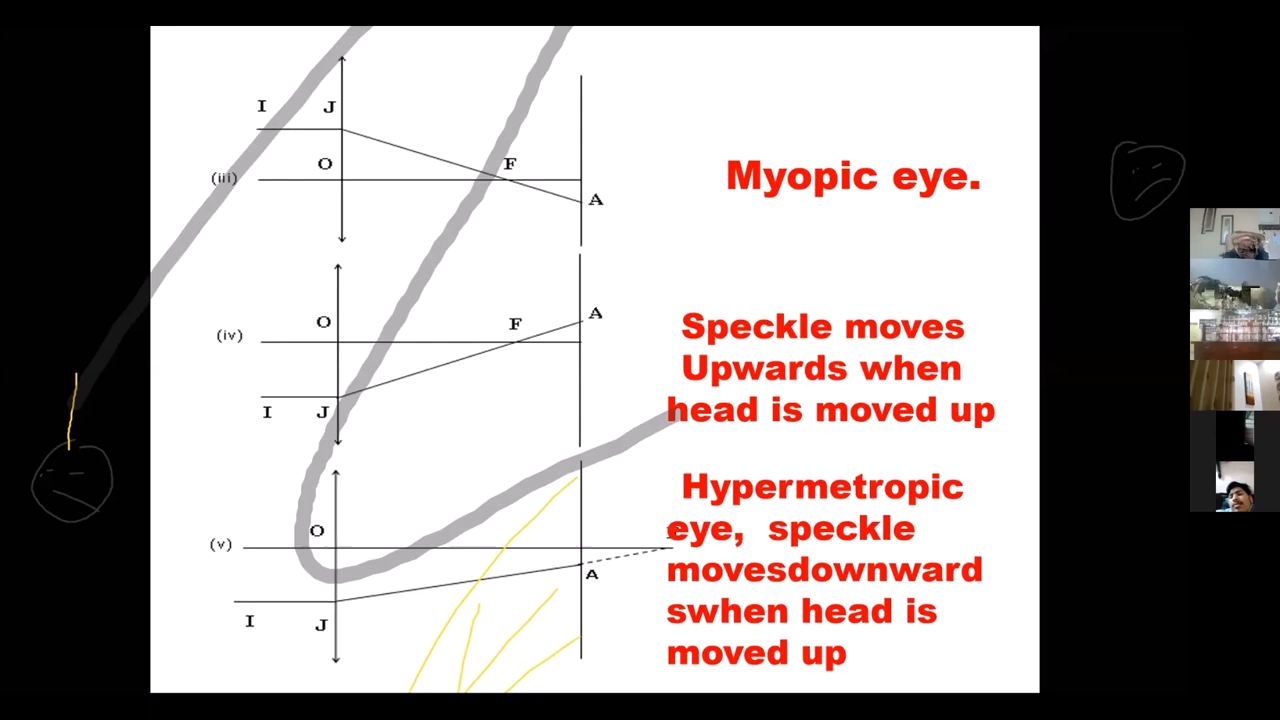 I J
O F
(iii)
A
Myopic eye.
O F A
(iv)
I J
Speckle moves
Upwards when
head is moved up
O
(v)
A
I J
Hypermetropic
eye, speckle
movesdownward
swhen head is
moved up